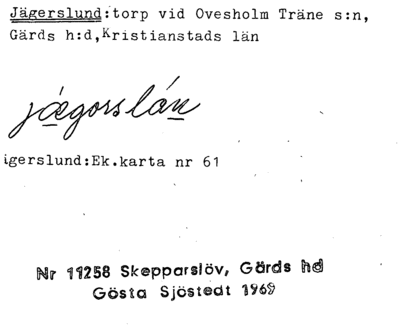 Jägerslund:torp vid Ovesholm Träne s:n,
Gärds h:d,Kristianstads län
jǽgorslán
igerslund:Ek.karta nr 61
Nr 11258 Skepparslöv, Gärds hd
Gösta Sjöstedt 1969